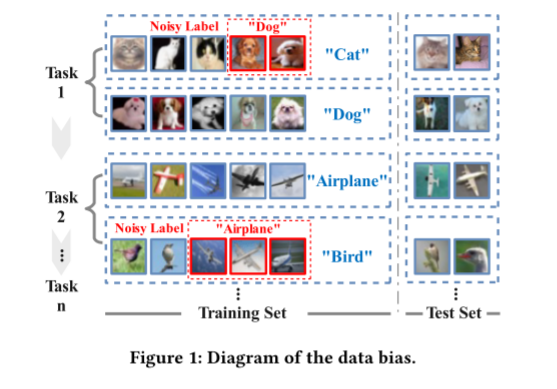 Noisy Label "Dog"
"Cat"
Task
1
"Dog"
"Airplane"
Task
2
Noisy Label "Airplane"
"Bird"
Task
n
Training Set
Test Set
Figure 1: Diagram of the data bias.